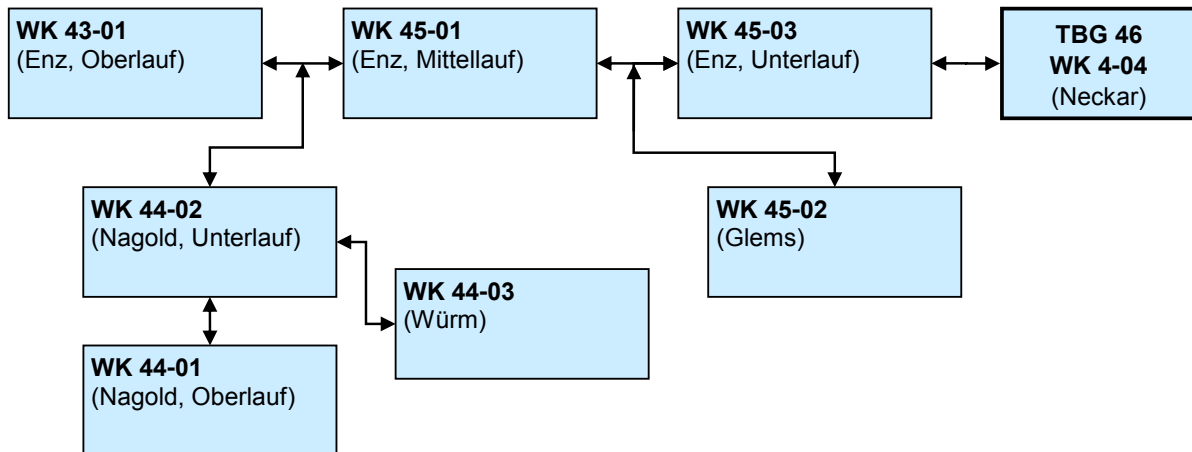 WK 43-01
(Enz, Oberlauf)
WK 45-01
(Enz, Mittellauf)
WK 45-03
(Enz, Unterlauf)
TBG 46
WK 4-04
(Neckar)
WK 44-02
(Nagold, Unterlauf)
WK 45-02
(Glems)
WK 44-03
(Würm)
WK 44-01
(Nagold, Oberlauf)